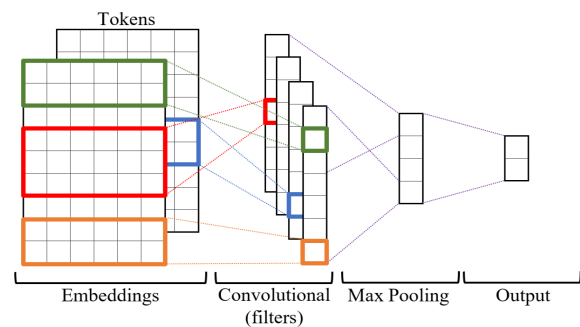 Tokens
Embeddings
Convolutional
(filters)
Max Pooling
Output